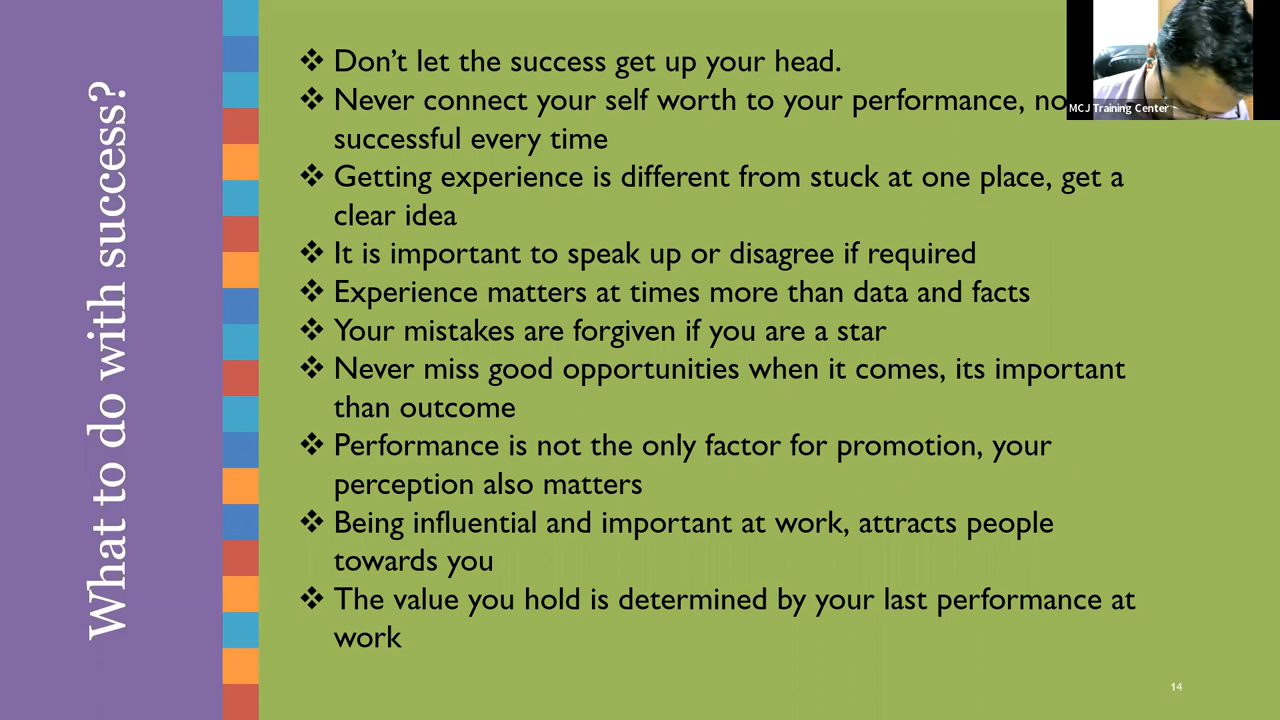 What to do with success?
❖ Don't let the success get up your head.
❖ Never connect your self worth to your performance, no
successful every time
❖ Getting experience is different from stuck at one place, get a
clear idea
❖ It is important to speak up or disagree if required
❖ Experience matters at times more than data and facts
❖ Your mistakes are forgiven if you are a star
❖ Never miss good opportunities when it comes, its important
than outcome
❖ Performance is not the only factor for promotion, your
perception also matters
❖ Being influential and important at work, attracts people
towards you
❖ The value you hold is determined by your last performance at
work
MCJ Training Center
14